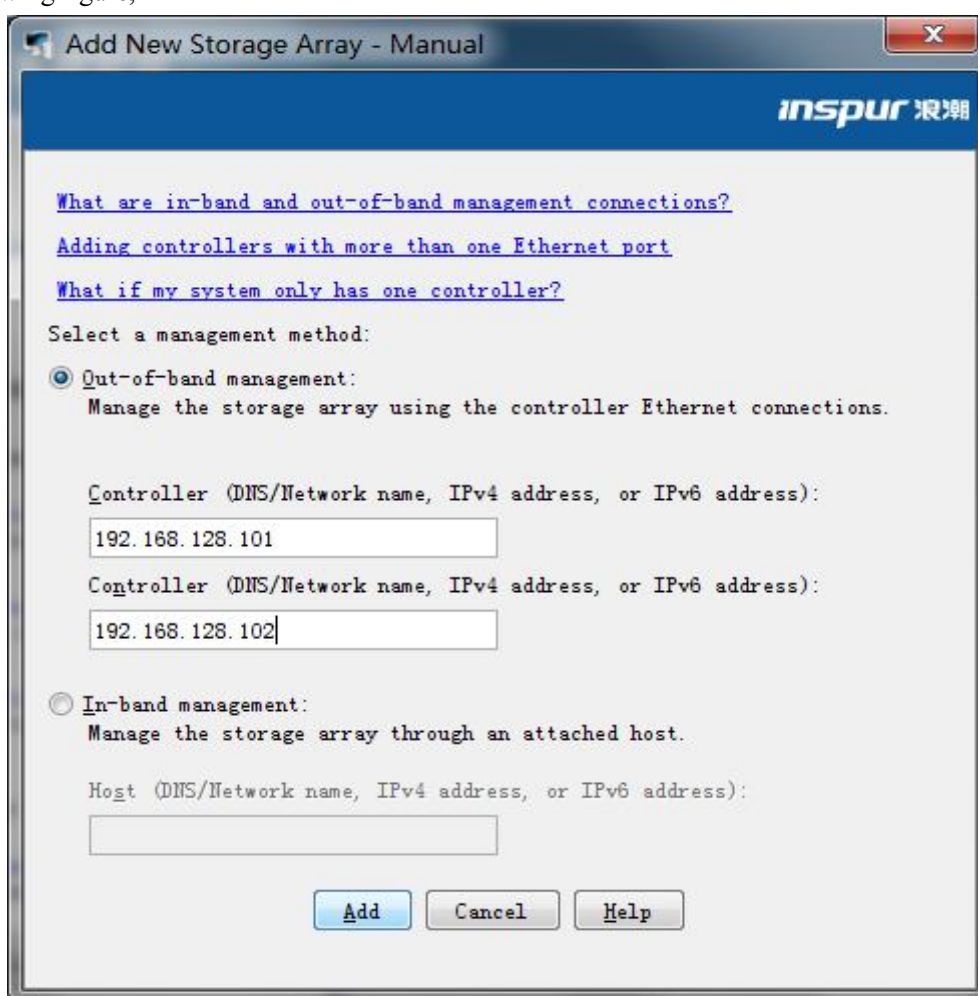 Add New Storage Array - Manual
inspur 浪潮
What are in-band and out-of-band management connections?
Adding controllers with more than one Ethernet port
What if my system only has one controller?
Select a management method:
Out-of-band management:
Manage the storage array using the controller Ethernet connections.
Controller (DNS/Network name, IPv4 address, or IPv6 address):
192.168.128.101
Controller (DNS/Network name, IPv4 address, or IPv6 address):
192.168.128.102
In-band management:
Manage the storage array through an attached host.
Host (DNS/Network name, IPv4 address, or IPv6 address):
Add Cancel Help